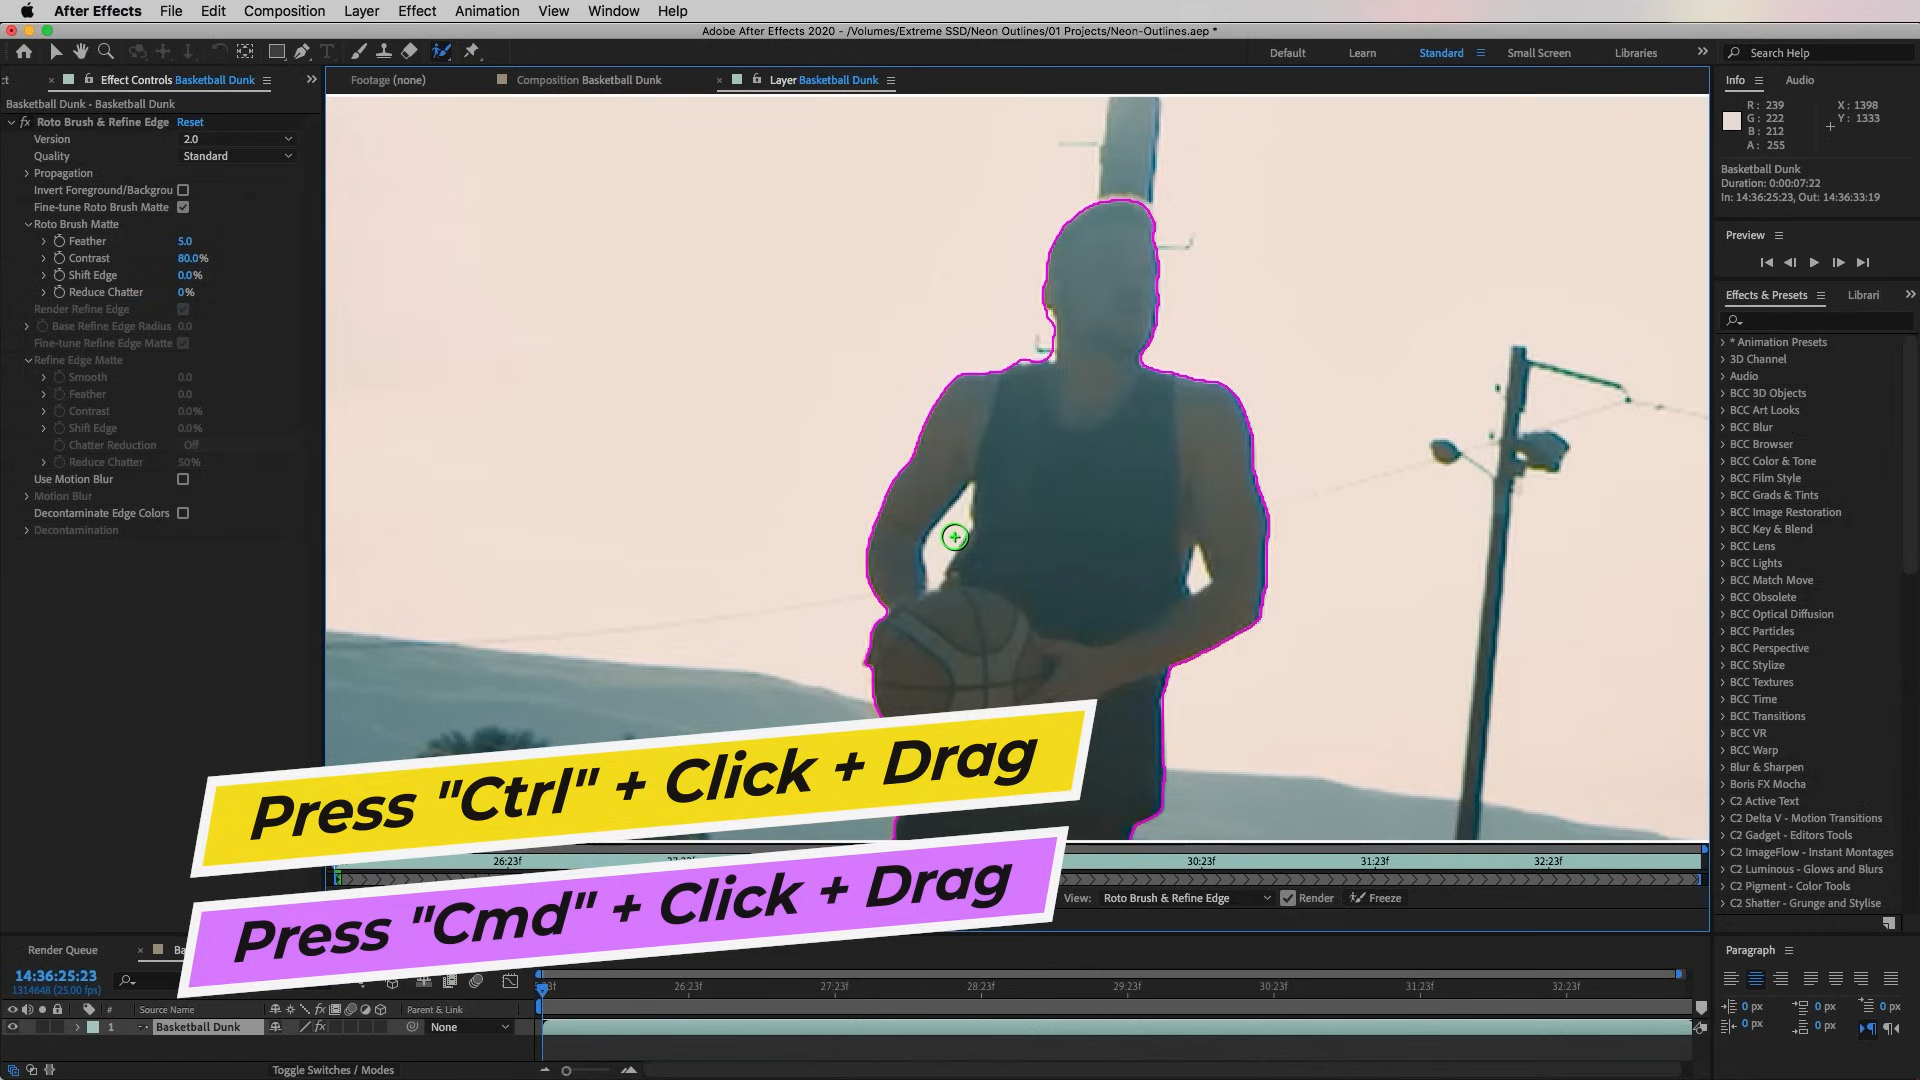 After Effects File Edit Composition Layer Effect Animation View Window Help
Adobe After Effects 2020 - /Volumes/Extreme SSD/Neon Outlines/01 Projects/Neon-Outlines.aep *
Default Learn Standard Small Screen Libraries Search Help
Effect Controls Basketball Dunk
Footage (none) Composition Basketball Dunk Layer Basketball Dunk
Basketball Dunk - Basketball Dunk
fx Roto Brush & Refine Edge Reset
Version 2.0
Quality Standard
Propagation
Invert Foreground/Backgrou
Fine-tune Roto Brush Matte
Roto Brush Matte
Feather 5.0
Contrast 80.0%
Shift Edge 0.0%
Reduce Chatter 0%
Render Refine Edge
Base Refine Edge Radius 0.0
Fine-tune Refine Edge Matte
Refine Edge Matte
Smooth 0.0
Feather 0.0
Contrast 0.0%
Shift Edge 0.0%
Chatter Reduction Off
Reduce Chatter 50%
Use Motion Blur
Motion Blur
Decontaminate Edge Colors
Decontamination
Press "Ctrl" + Click + Drag
Press "Cmd" + Click + Drag
26:23f 30:23f 31:23f 32:23f
View: Roto Brush & Refine Edge Render Freeze
Info Audio
R: 239 X: 1398
G: 222 Y: 1333
B: 212
A: 255
Basketball Dunk
Duration: 0:00:07:22
In: 14:36:25:23, Out: 14:36:33:19
Preview
Effects & Presets Librari
* Animation Presets
3D Channel
Audio
BCC 3D Objects
BCC Art Looks
BCC Blur
BCC Browser
BCC Color & Tone
BCC Film Style
BCC Grads & Tints
BCC Image Restoration
BCC Key & Blend
BCC Lens
BCC Lights
BCC Match Move
BCC Obsolete
BCC Optical Diffusion
BCC Particles
BCC Perspective
BCC Stylize
BCC Textures
BCC Time
BCC Transitions
BCC VR
BCC Warp
Blur & Sharpen
Boris FX Mocha
C2 Active Text
C2 Delta V - Motion Transitions
C2 Gadget - Editors Tools
C2 ImageFlow - Instant Montages
C2 Luminous - Glows and Blurs
C2 Pigment - Color Tools
C2 Shatter - Grunge and Stylise
Render Queue Ba
14:36:25:23
1314648 (25.00 fps)
26:23f 27:23f 28:23f 29:23f 30:23f 31:23f 32:23f
# Source Name fx Parent & Link
1 Basketball Dunk fx None
Toggle Switches / Modes
Paragraph
0 px 0 px 0 px
0 px 0 px